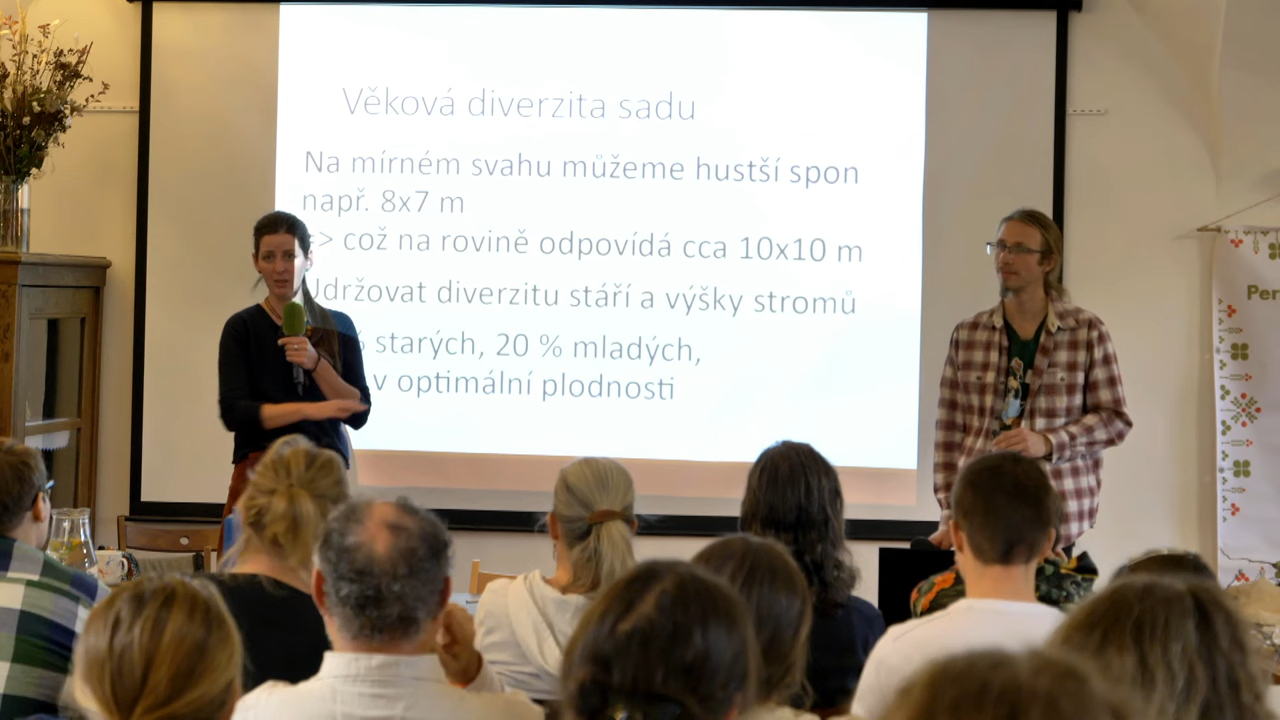 Věková diverzita sadu
Na mírném svahu můžeme hustší spon
např. 8x7 m
=> což na rovině odpovídá cca 10x10 m
Udržovat diverzitu stáří a výšky stromů
% starých, 20 % mladých,
v optimální plodnosti
Per